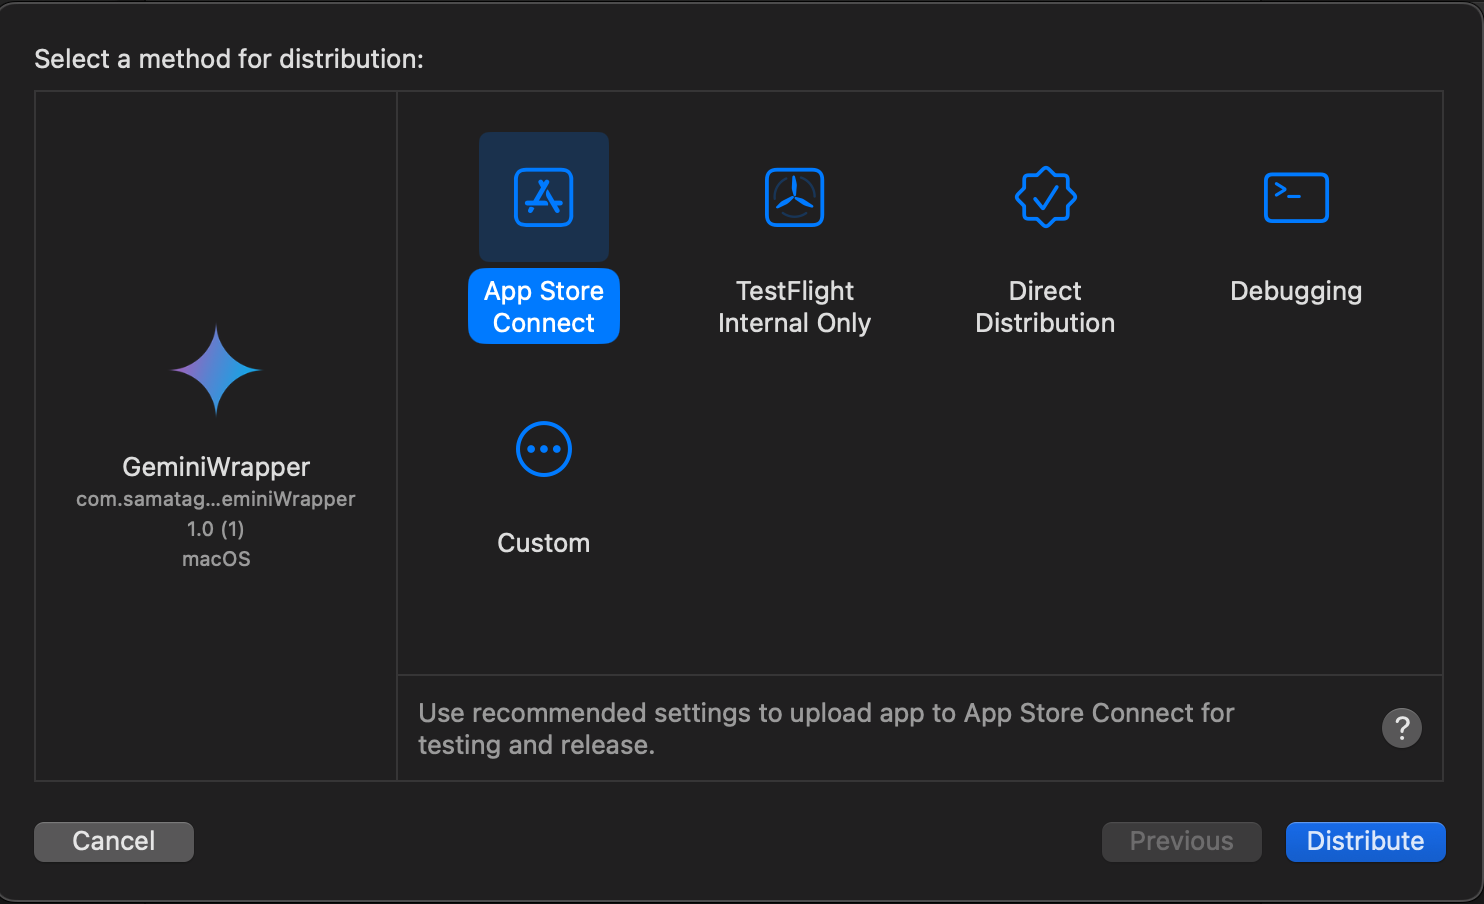 Select a method for distribution:
GeminiWrapper
com.samatag...eminiWrapper
1.0 (1)
macOS
App Store
Connect
TestFlight
Internal Only
Direct
Distribution
Debugging
Custom
Use recommended settings to upload app to App Store Connect for
testing and release.
?
Cancel
Previous
Distribute